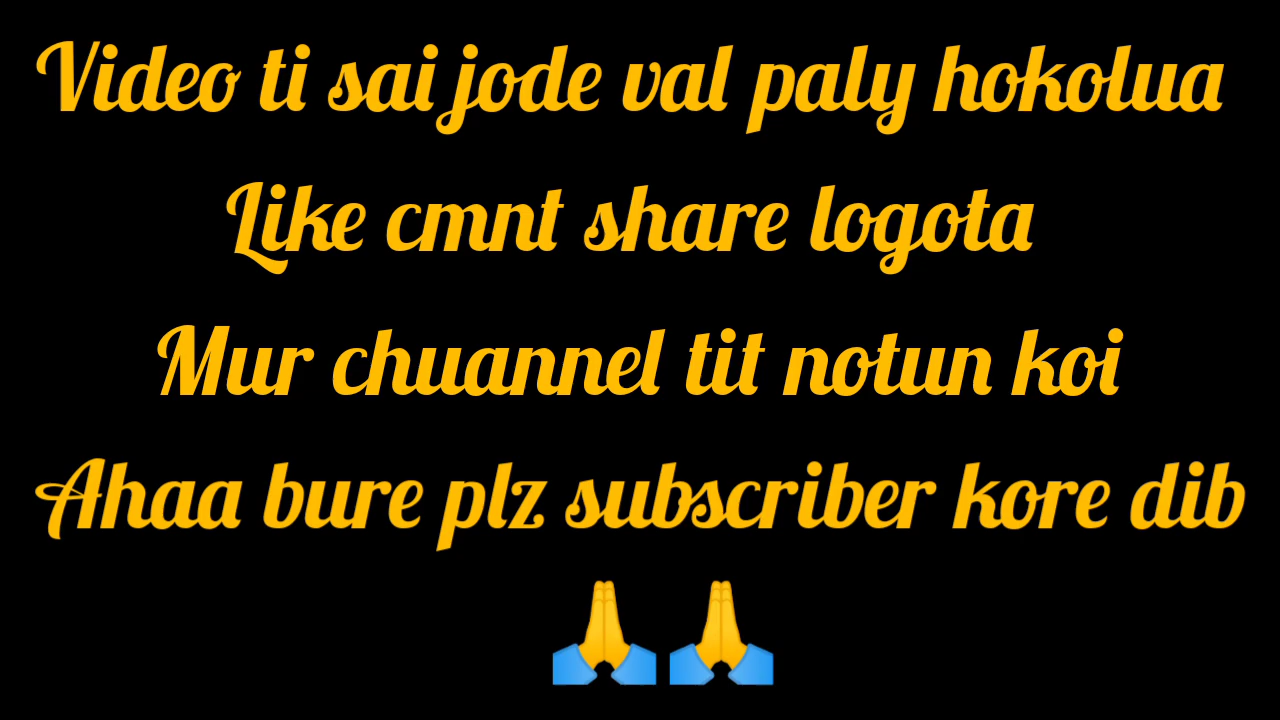 Video ti sai jode val paly hokolua
Like cmnt share logota
Mur chuannel tit notun koi
Ahaa bure plz subscriber kore dib
🙏🙏